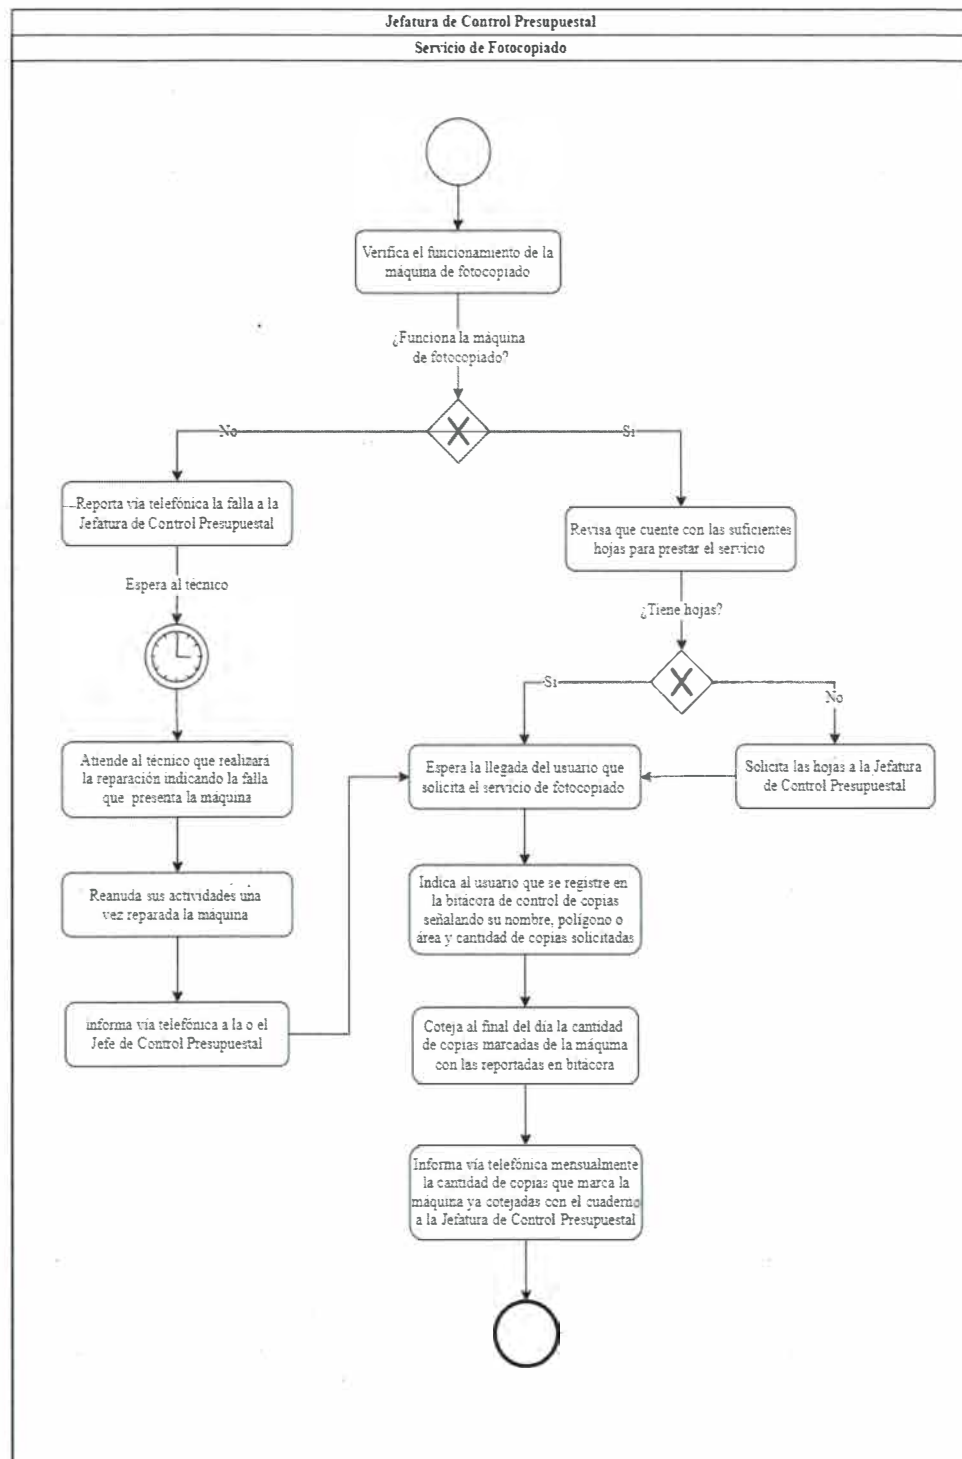 Jefatura de Control Presupuestal
Servicio de Fotocopiado
Verifica el funcionamiento de la
máquina de fotocopiado
¿Funciona la máquina
de fotocopiado?
No
Si
Reporta vía telefónica la falla a la
Jefatura de Control Presupuestal
Espera al técnico
Revisa que cuente con las suficientes
hojas para prestar el servicio
¿Tiene hojas?
Si
No
Atiende al técnico que realizará
la reparación indicando la falla
que presenta la máquina
Espera la llegada del usuario que
solicita el servicio de fotocopiado
Solicita las hojas a la Jefatura
de Control Presupuestal
Reanuda sus actividades una
vez reparada la máquina
Indica al usuario que se registre en
la bitácora de control de copias
señalando su nombre, polígono o
área y cantidad de copias solicitadas
informa vía telefónica a la o el
Jefe de Control Presupuestal
Coteja al final del día la cantidad
de copias marcadas de la máquina
con las reportadas en bitácora
Informa vía telefónica mensualmente
la cantidad de copias que marca la
máquina ya cotejadas con el cuaderno
a la Jefatura de Control Presupuestal